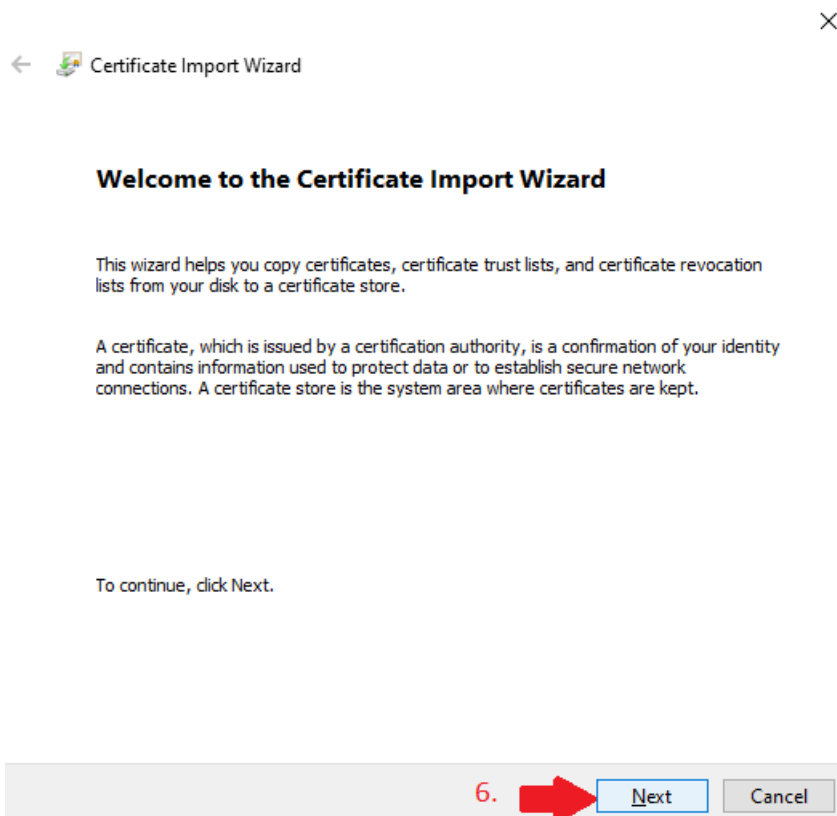 Certificate Import Wizard
Welcome to the Certificate Import Wizard
This wizard helps you copy certificates, certificate trust lists, and certificate revocation
lists from your disk to a certificate store.
A certificate, which is issued by a certification authority, is a confirmation of your identity
and contains information used to protect data or to establish secure network
connections. A certificate store is the system area where certificates are kept.
To continue, click Next.
6. Next Cancel